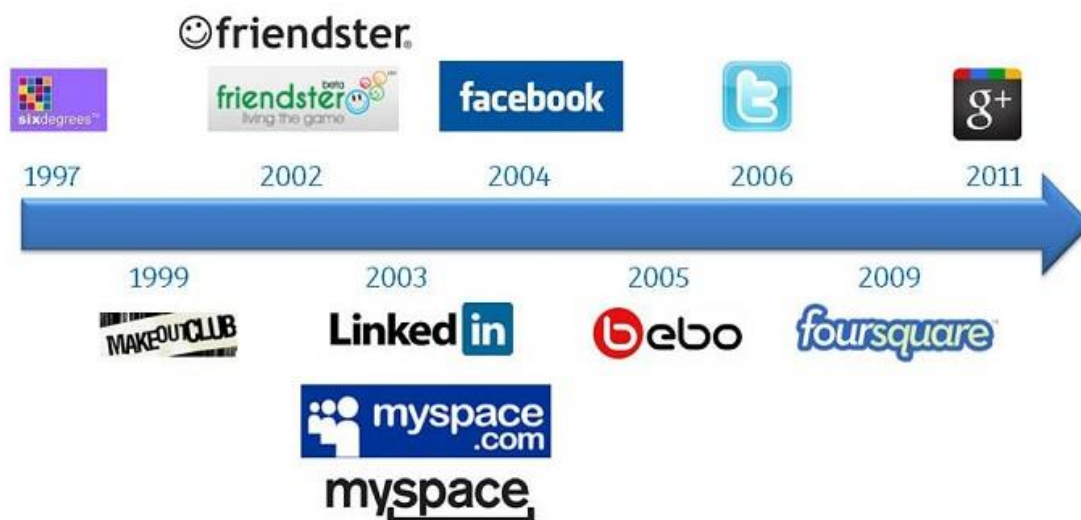 friendster®
sixdegrees™
beta
friendster
living the game
facebook
t
g+
1997
2002
2004
2006
2011
1999
2003
2005
2009
MAKEOUTCLUB
Linked in
bebo
foursquare
myspace
.com
myspace